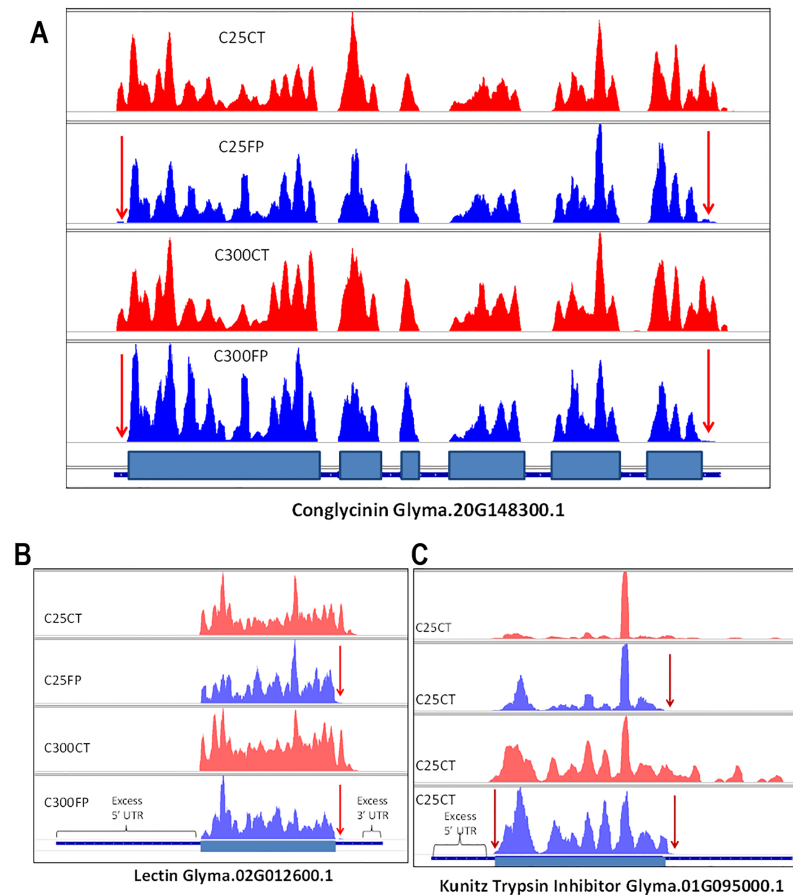 A
C25CT
C25FP
C300CT
C300FP
Conglycinin Glyma.20G148300.1
B
C25CT
C25FP
C300CT
C300FP
Excess
5' UTR
Excess
3' UTR
Lectin Glyma.02G012600.1
C
C25CT
C25CT
C25CT
C25CT
Excess
5' UTR
Kunitz Trypsin Inhibitor Glyma.01G095000.1